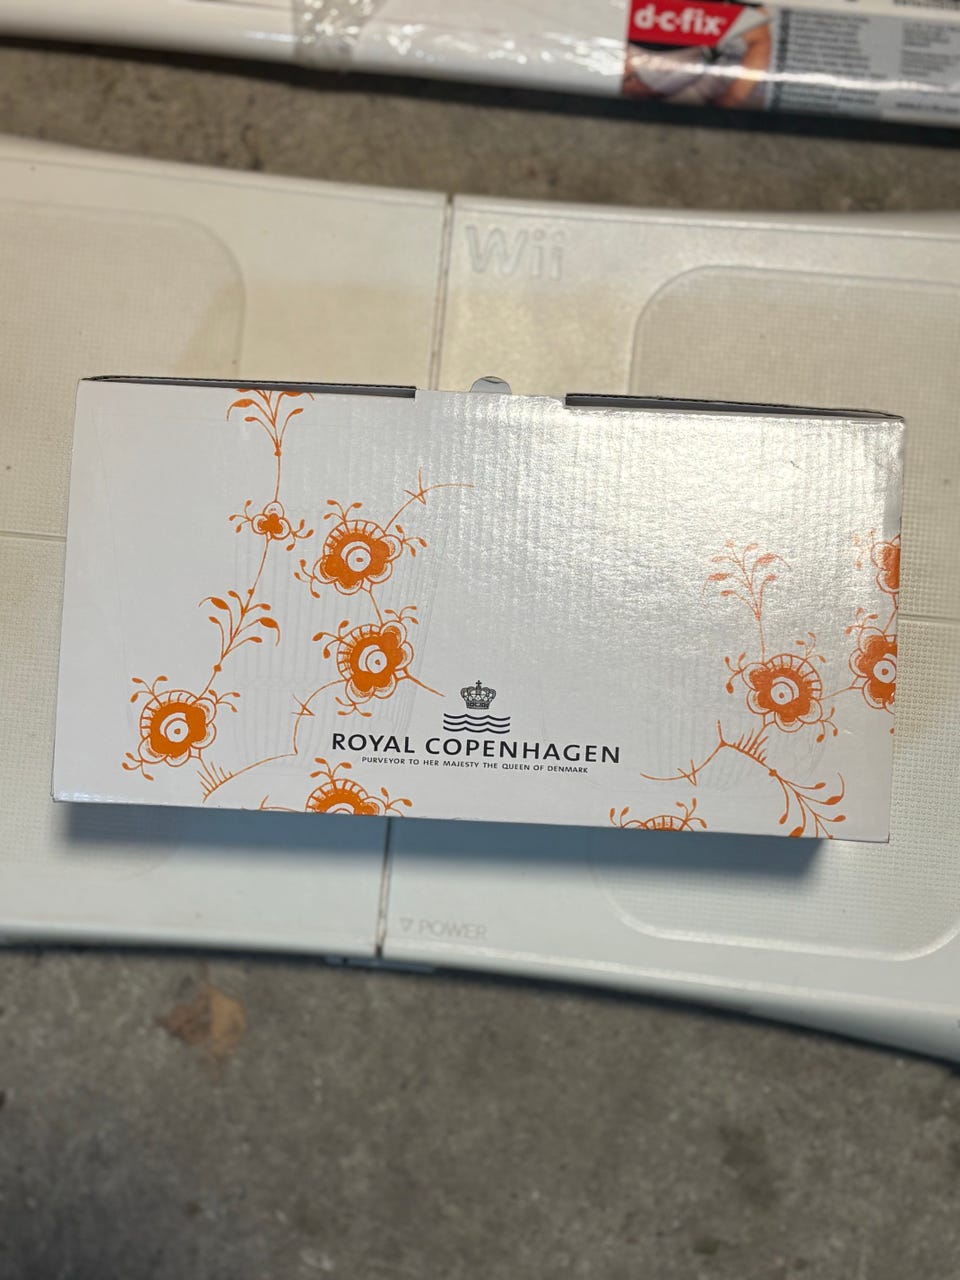 d-c-fix®
Wii
ROYAL COPENHAGEN
PURVEYOR TO HER MAJESTY THE QUEEN OF DENMARK
POWER